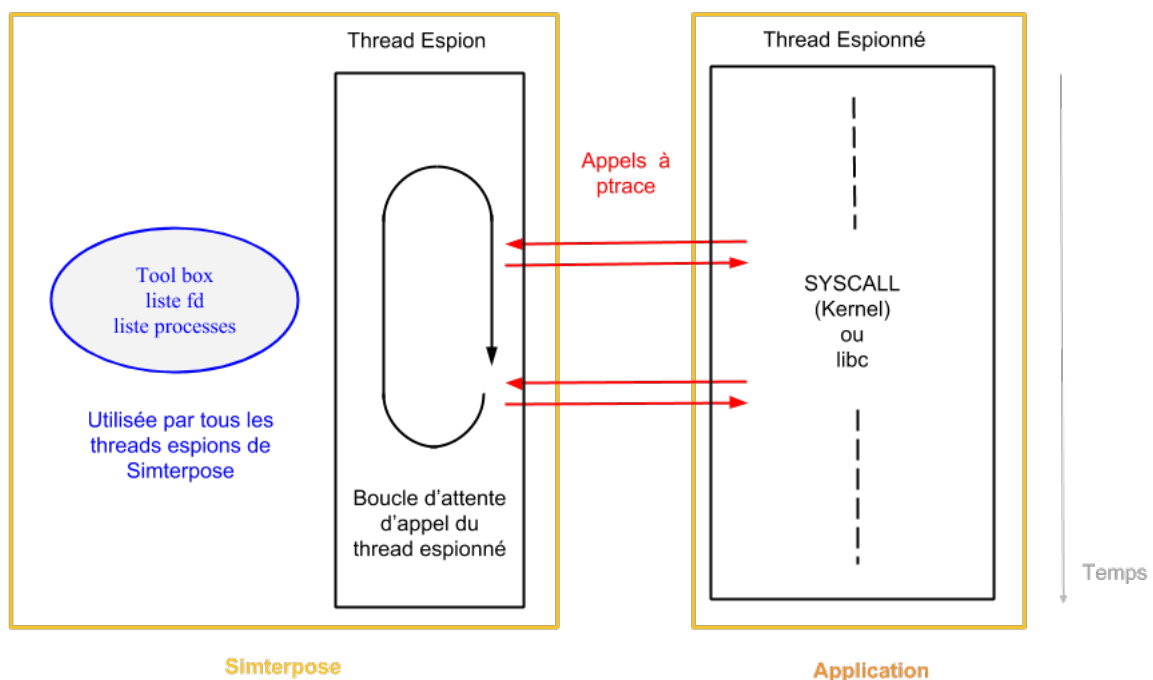 Thread Espion
Thread Espionné
Appels à
ptrace
Tool box
liste fd
liste processes
SYSCALL
(Kernel)
ou
libc
Utilisée par tous les
threads espions de
Simterpose
Boucle d'attente
d'appel du
thread espionné
Temps
Simterpose
Application